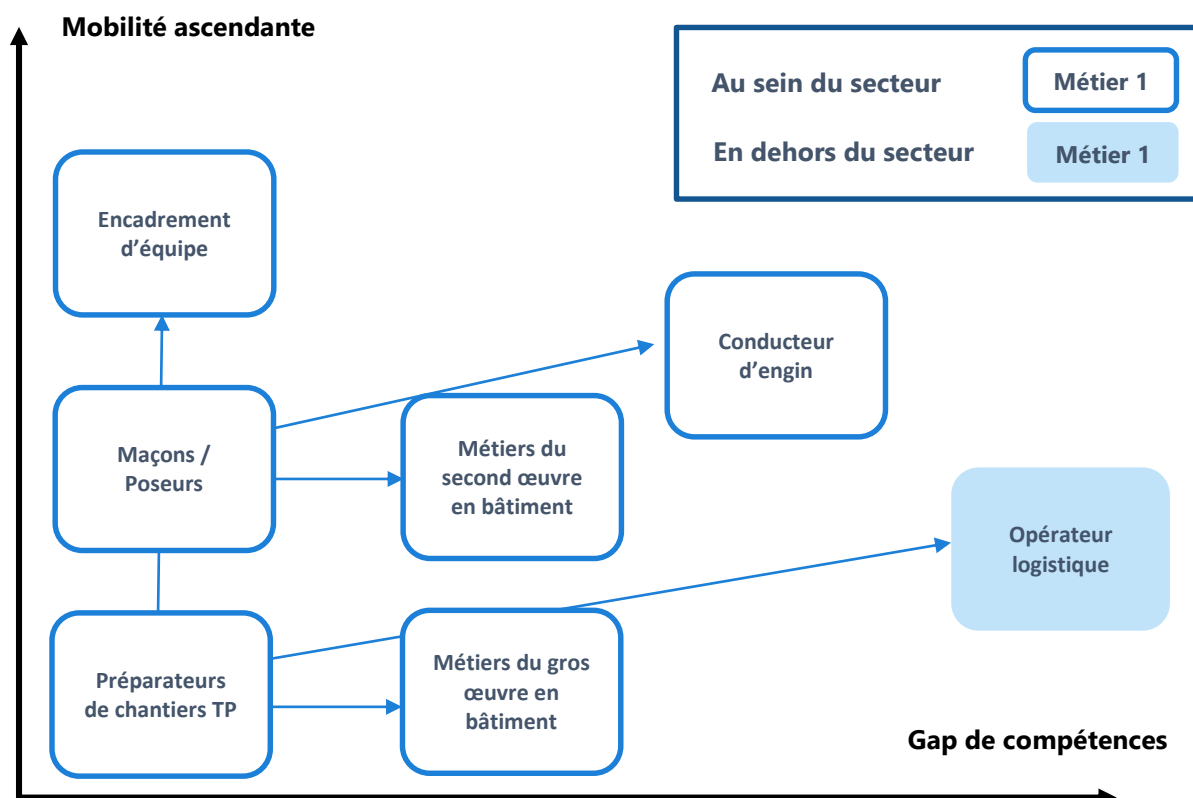 Mobilité ascendante
Au sein du secteur
Métier 1
En dehors du secteur
Métier 1
Encadrement
d’équipe
Conducteur
d’engin
Maçons /
Poseurs
Métiers du
second œuvre
en bâtiment
Opérateur
logistique
Préparateurs
de chantiers TP
Métiers du gros
œuvre en
bâtiment
Gap de compétences